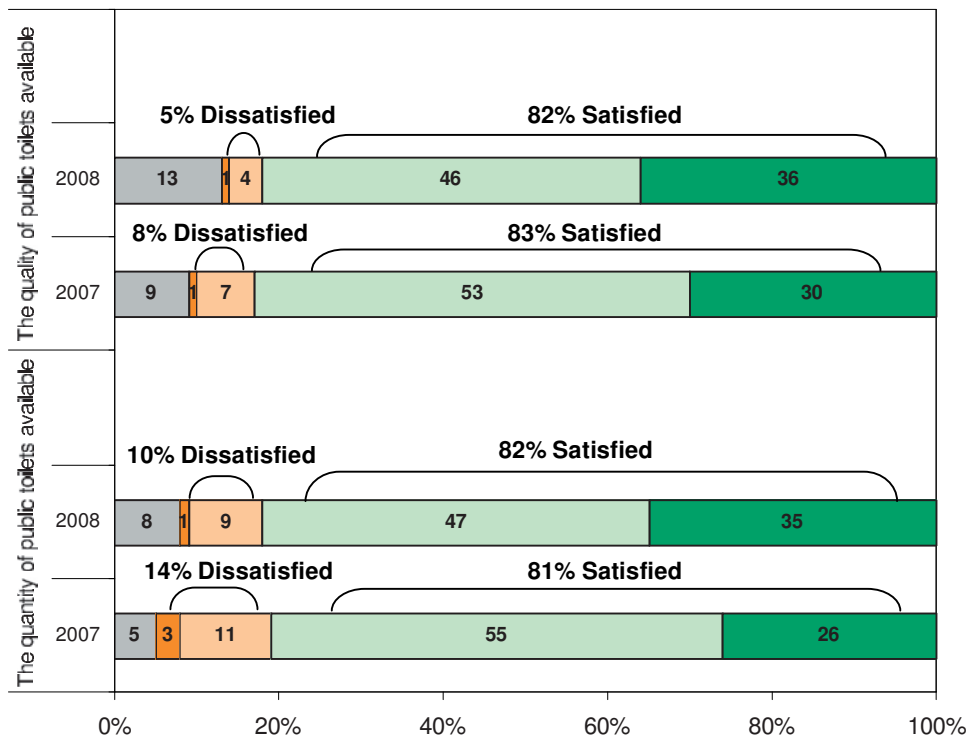 The quality of public toilets available
5% Dissatisfied 82% Satisfied
2008 13 1 4 46 36
8% Dissatisfied 83% Satisfied
2007 9 1 7 53 30
The quantity of public toilets available
10% Dissatisfied 82% Satisfied
2008 8 1 9 47 35
14% Dissatisfied 81% Satisfied
2007 5 3 11 55 26
0% 20% 40% 60% 80% 100%